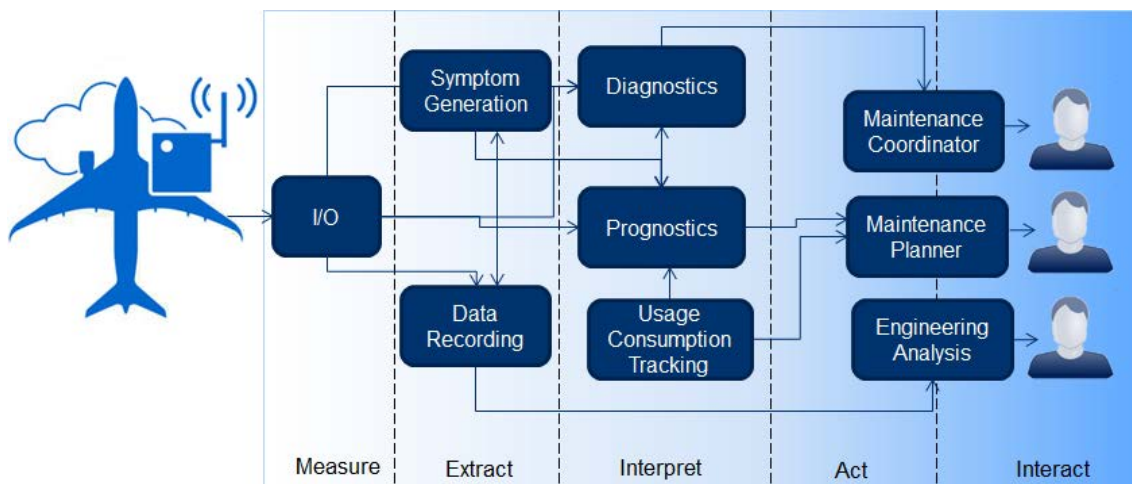 Symptom
Generation
Diagnostics
Maintenance
Coordinator
I/O
Prognostics
Maintenance
Planner
Data
Recording
Usage
Consumption
Tracking
Engineering
Analysis
Measure
Extract
Interpret
Act
Interact